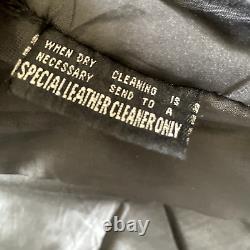 WHEN DRY CLEANING IS
NECESSARY SEND TO A
SPECIAL LEATHER CLEANER ONLY